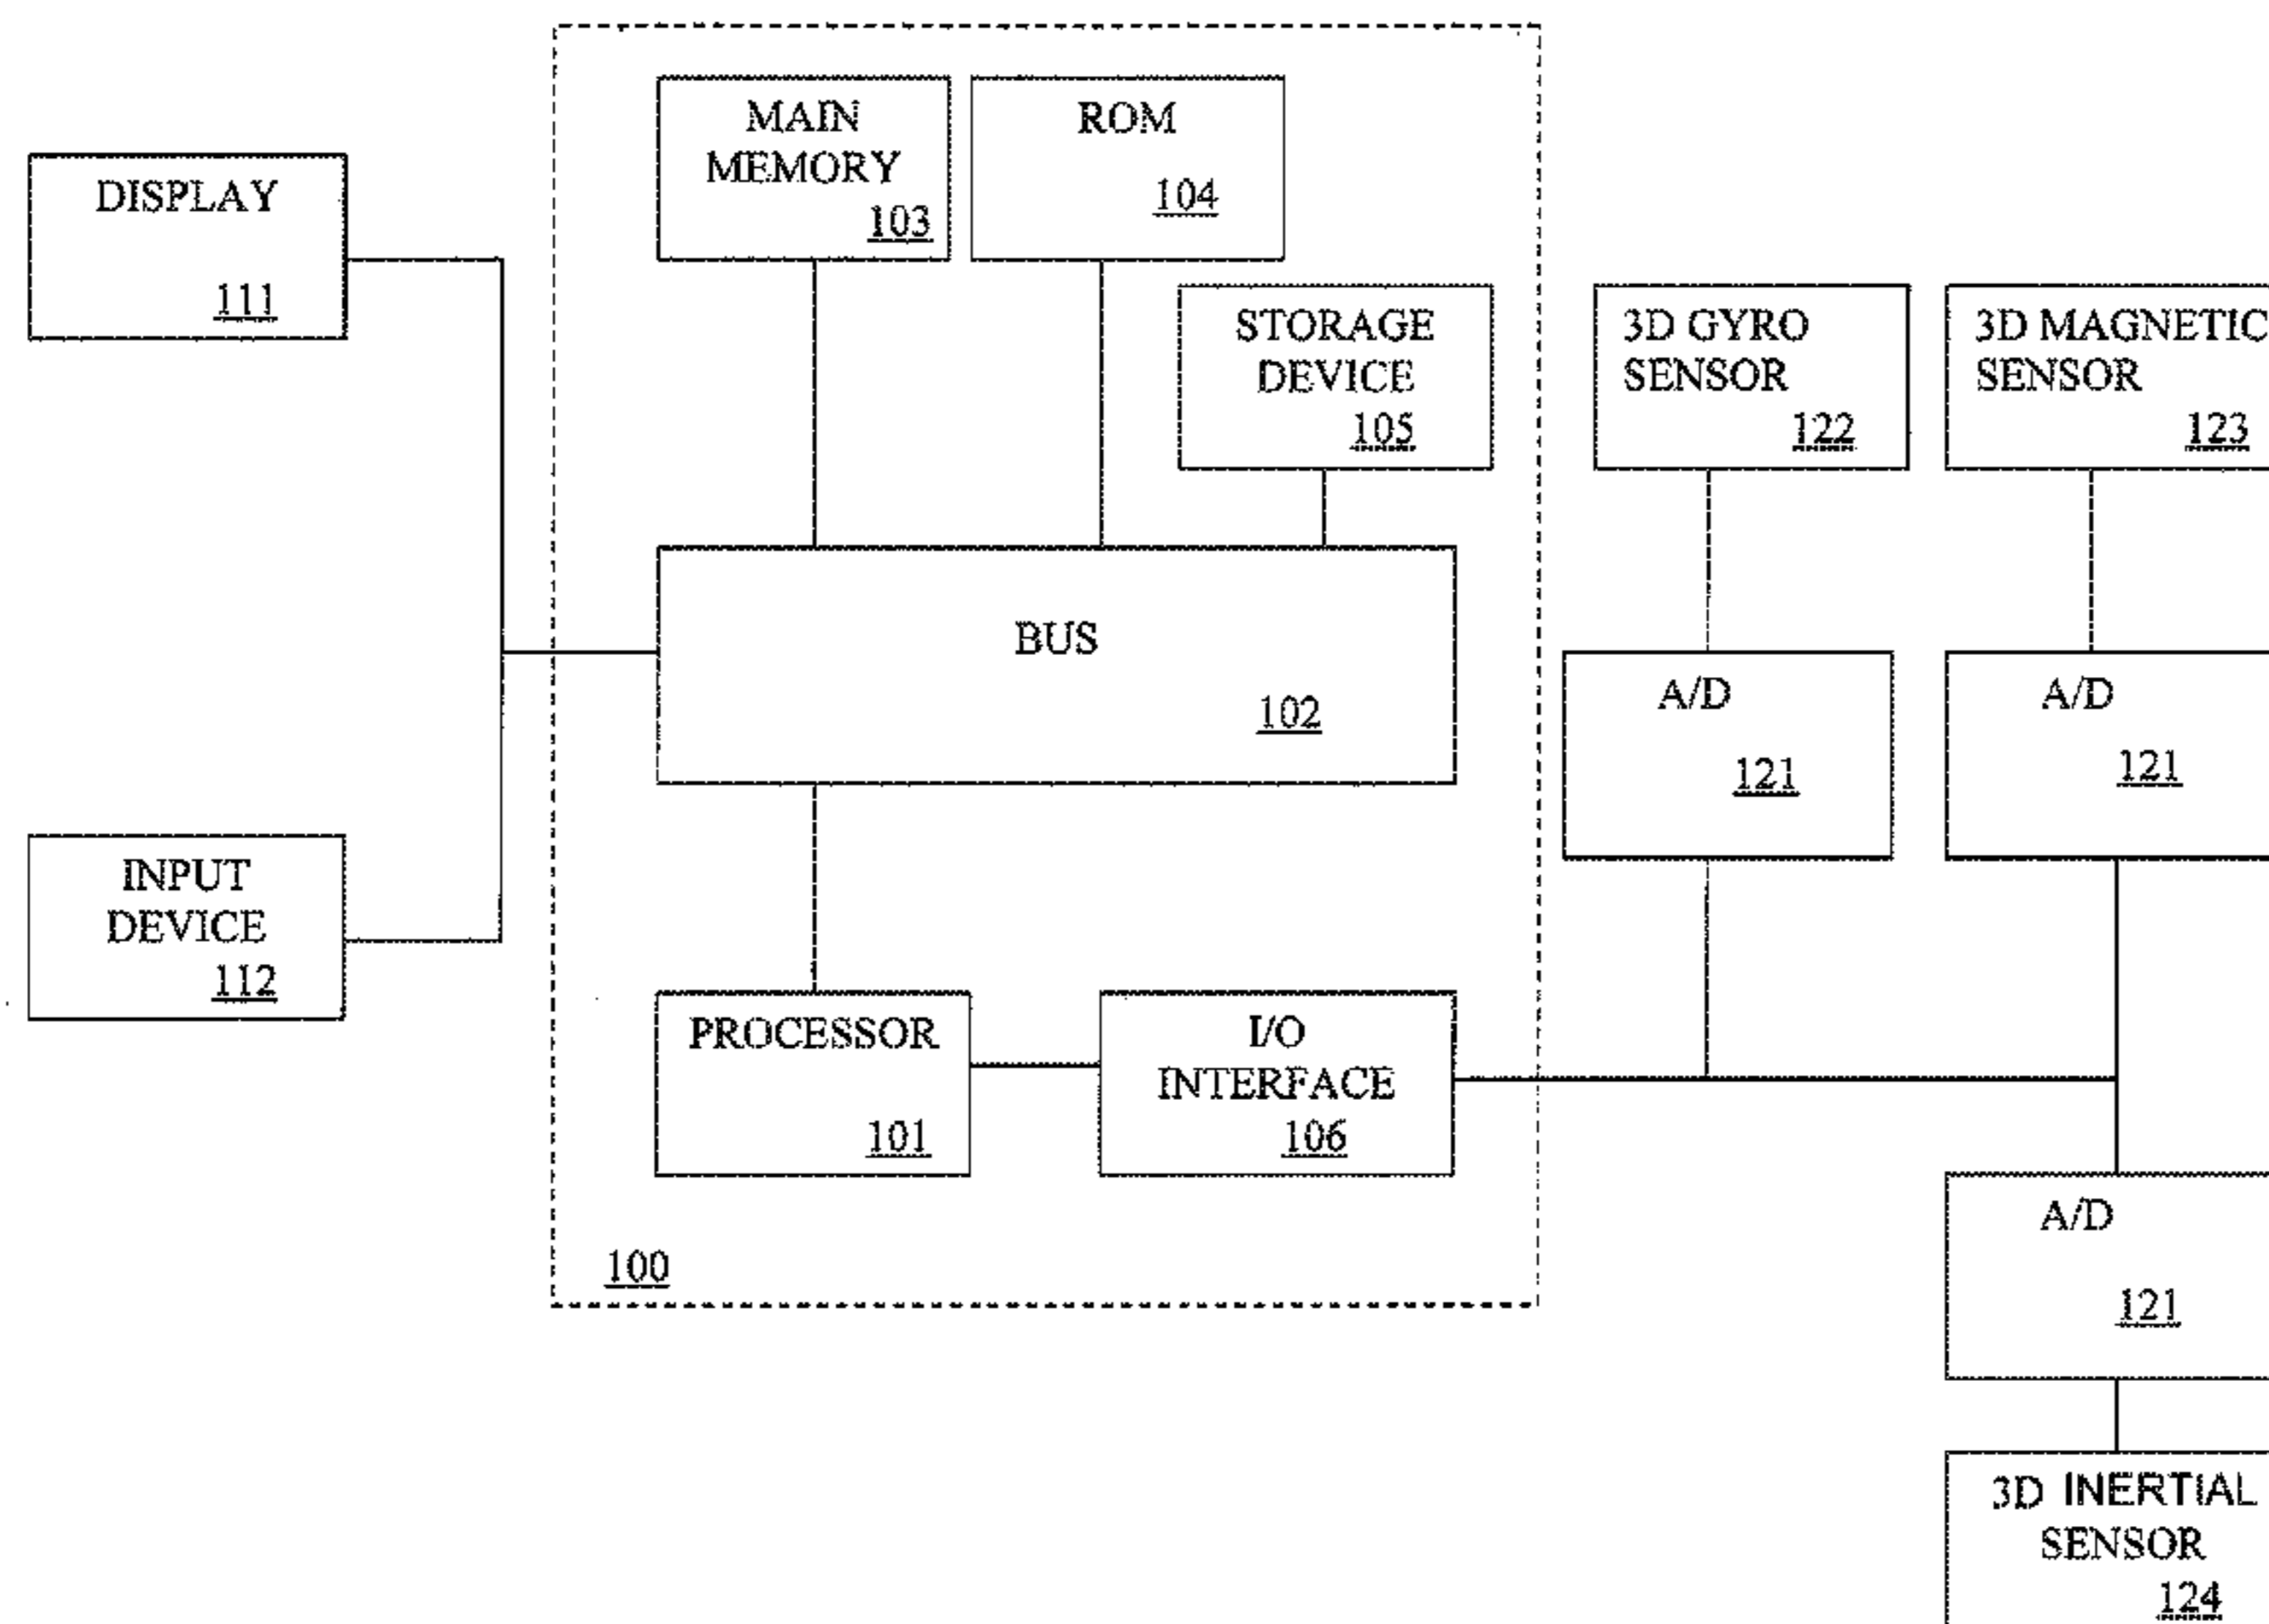 MAIN
MEMORY
103
ROM
104
DISPLAY
111
STORAGE
DEVICE
105
3D GYRO
SENSOR
122
3D MAGNETIC
SENSOR
123
BUS
102
A/D
121
A/D
121
INPUT
DEVICE
112
PROCESSOR
101
I/O
INTERFACE
106
100
A/D
121
3D INERTIAL
SENSOR
124